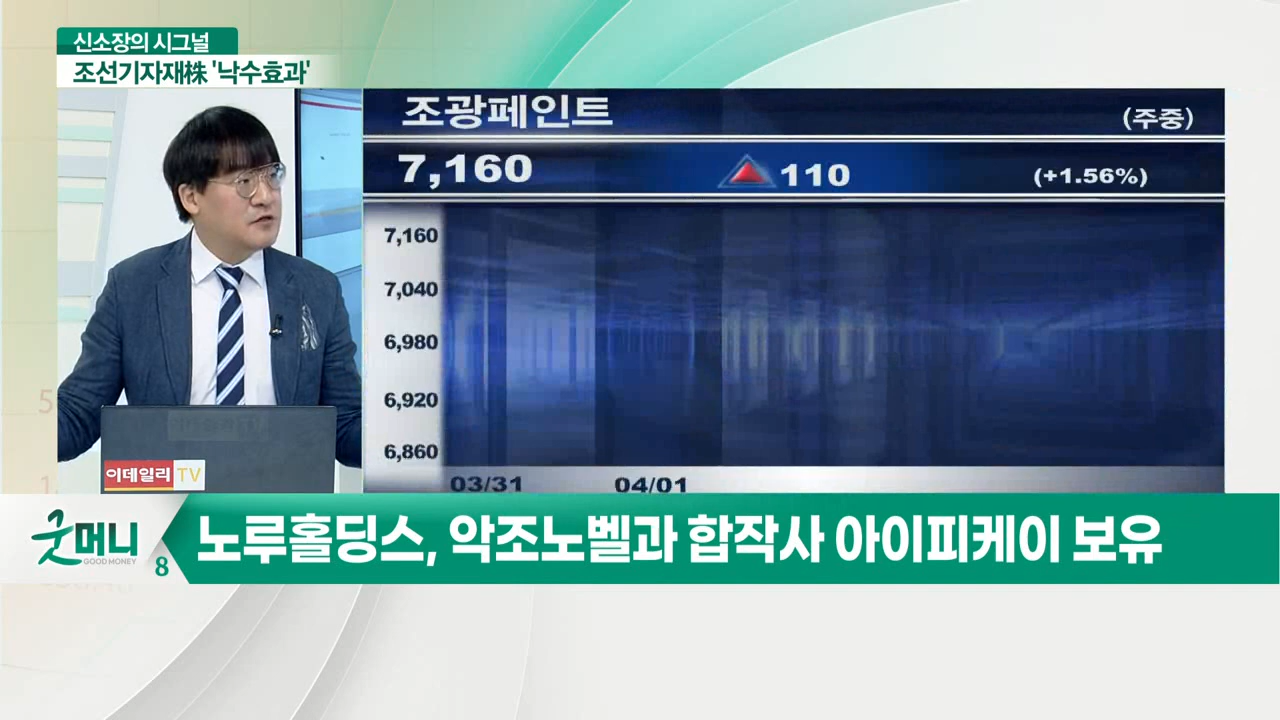 신소장의 시그널
조선기자재株 '낙수효과'
조광페인트
(주중)
7,160
110
(+1.56%)
7,160
7,040
6,980
6,920
6,860
03/31
04/01
이데일리 TV
굿머니
GOOD MONEY
8
노루홀딩스, 악조노벨과 합작사 아이피케이 보유